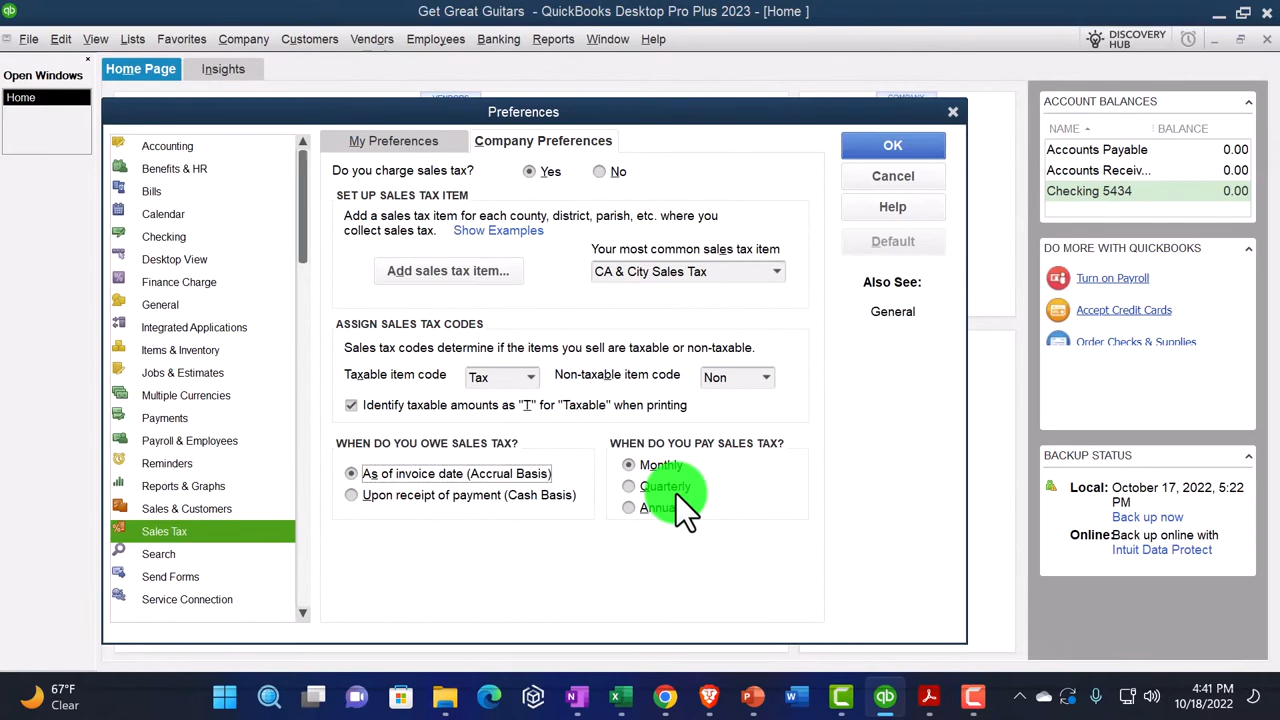 Get Great Guitars - QuickBooks Desktop Pro Plus 2023 - [Home ]
File Edit View Lists Favorites Company Customers Vendors Employees Banking Reports Window Help
DISCOVERY
HUB
Open Windows
Home
Home Page
Insights
VENDORS
COMPANY
Preferences
Accounting
Benefits & HR
Bills
Calendar
Checking
Desktop View
Finance Charge
General
Integrated Applications
Items & Inventory
Jobs & Estimates
Multiple Currencies
Payments
Payroll & Employees
Reminders
Reports & Graphs
Sales & Customers
Sales Tax
Search
Send Forms
Service Connection
My Preferences
Company Preferences
Do you charge sales tax? Yes No
SET UP SALES TAX ITEM
Add a sales tax item for each county, district, parish, etc. where you
collect sales tax. Show Examples
Your most common sales tax item
Add sales tax item...
CA & City Sales Tax
ASSIGN SALES TAX CODES
Sales tax codes determine if the items you sell are taxable or non-taxable.
Taxable item code Tax Non-taxable item code Non
Identify taxable amounts as "T" for "Taxable" when printing
WHEN DO YOU OWE SALES TAX?
As of invoice date (Accrual Basis)
Upon receipt of payment (Cash Basis)
WHEN DO YOU PAY SALES TAX?
Monthly
Quarterly
OK
Cancel
Help
Default
Also See:
General
ACCOUNT BALANCES
NAME BALANCE
Accounts Payable 0.00
Accounts Receiv... 0.00
Checking 5434 0.00
DO MORE WITH QUICKBOOKS
Turn on Payroll
Accept Credit Cards
Order Checks & Supplies
BACKUP STATUS
Local: October 17, 2022, 5:22
PM
Back up now
Online: Back up online with
Intuit Data Protect
67°F
Clear
4:41 PM
10/18/2022